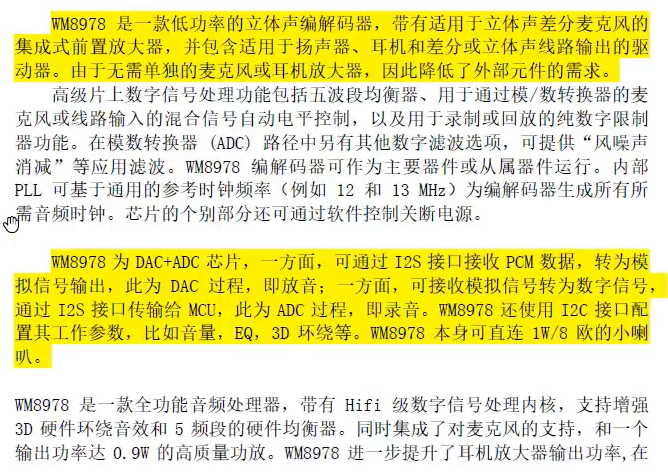 WM8978 是一款低功率的立体声编解码器，带有适用于立体声差分麦克风的
集成式前置放大器，并包含适用于扬声器、耳机和差分或立体声线路输出的驱
动器。由于无需单独的麦克风或耳机放大器，因此降低了外部元件的需求。
高级片上数字信号处理功能包括五波段均衡器、用于通过模/数转换器的麦
克风或线路输入的混合信号自动电平控制，以及用于录制或回放的纯数字限制
器功能。在模数转换器 (ADC) 路径中另有其他数字滤波选项，可提供“风噪声
消减”等应用滤波。WM8978 编解码器可作为主要器件或从属器件运行。内部
PLL 可基于通用的参考时钟频率（例如 12 和 13 MHz）为编解码器生成所有所
需音频时钟。芯片的个别部分还可通过软件控制关断电源。
WM8978 为 DAC+ADC 芯片，一方面，可通过 I2S 接口接收 PCM 数据，转为模
拟信号输出，此为 DAC 过程，即放音；一方面，可接收模拟信号转为数字信号，
通过 I2S 接口传输给 MCU，此为 ADC 过程，即录音。WM8978 还使用 I2C 接口配
置其工作参数，比如音量，EQ，3D 环绕等。WM8978 本身可直连 1W/8 欧的小喇
叭。
WM8978 是一款全功能音频处理器，带有 Hifi 级数字信号处理内核，支持增强
3D 硬件环绕音效和 5 频段的硬件均衡器。同时集成了对麦克风的支持，和一个
输出功率达 0.9W 的高质量功放。WM8978 进一步提升了耳机放大器输出功率,在